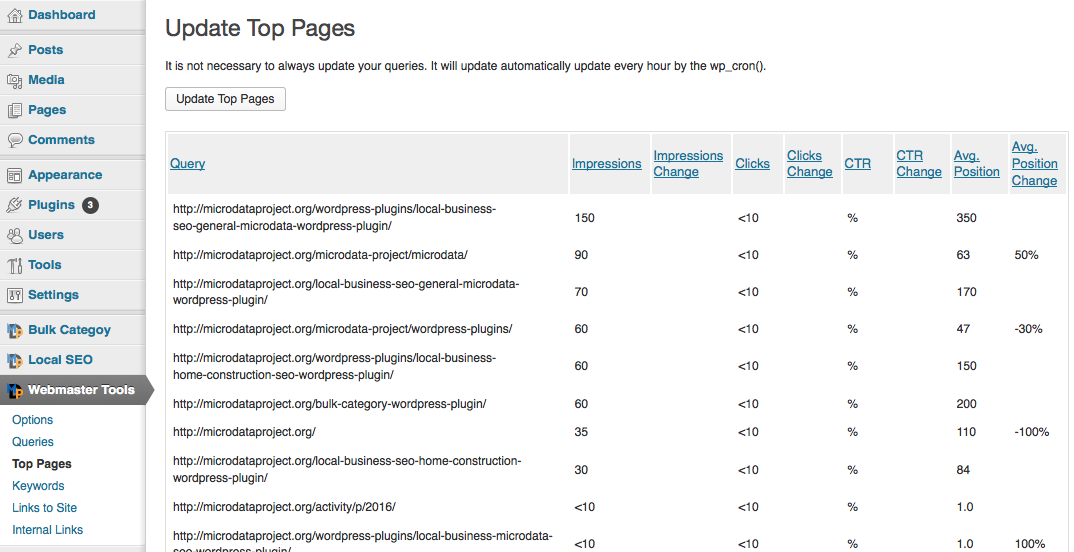 Dashboard
Posts
Media
Pages
Comments
Appearance
Plugins 3
Users
Tools
Settings
Bulk Categoy
Local SEO
Webmaster Tools
Options
Queries
Top Pages
Keywords
Links to Site
Internal Links
Update Top Pages
It is not necessary to always update your queries. It will update automatically update every hour by the wp_cron().
Update Top Pages
Query Impressions Impressions Change Clicks Clicks Change CTR CTR Change Avg. Position Avg. Position Change
http://microdataproject.org/wordpress-plugins/local-business-
seo-general-microdata-wordpress-plugin/ 150 <10 % 350
http://microdataproject.org/microdata-project/microdata/ 90 <10 % 63 50%
http://microdataproject.org/local-business-seo-general-microdata-
wordpress-plugin/ 70 <10 % 170
http://microdataproject.org/microdata-project/wordpress-plugins/ 60 <10 % 47 -30%
http://microdataproject.org/wordpress-plugins/local-business-
home-construction-seo-wordpress-plugin/ 60 <10 % 150
http://microdataproject.org/bulk-category-wordpress-plugin/ 60 <10 % 200
http://microdataproject.org/ 35 <10 % 110 -100%
http://microdataproject.org/local-business-seo-home-construction-
wordpress-plugin/ 30 <10 % 84
http://microdataproject.org/activity/p/2016/ <10 <10 % 1.0
http://microdataproject.org/wordpress-plugins/local-business-microdata-
seo-wordpress-plugin/ <10 <10 % 1.0 100%